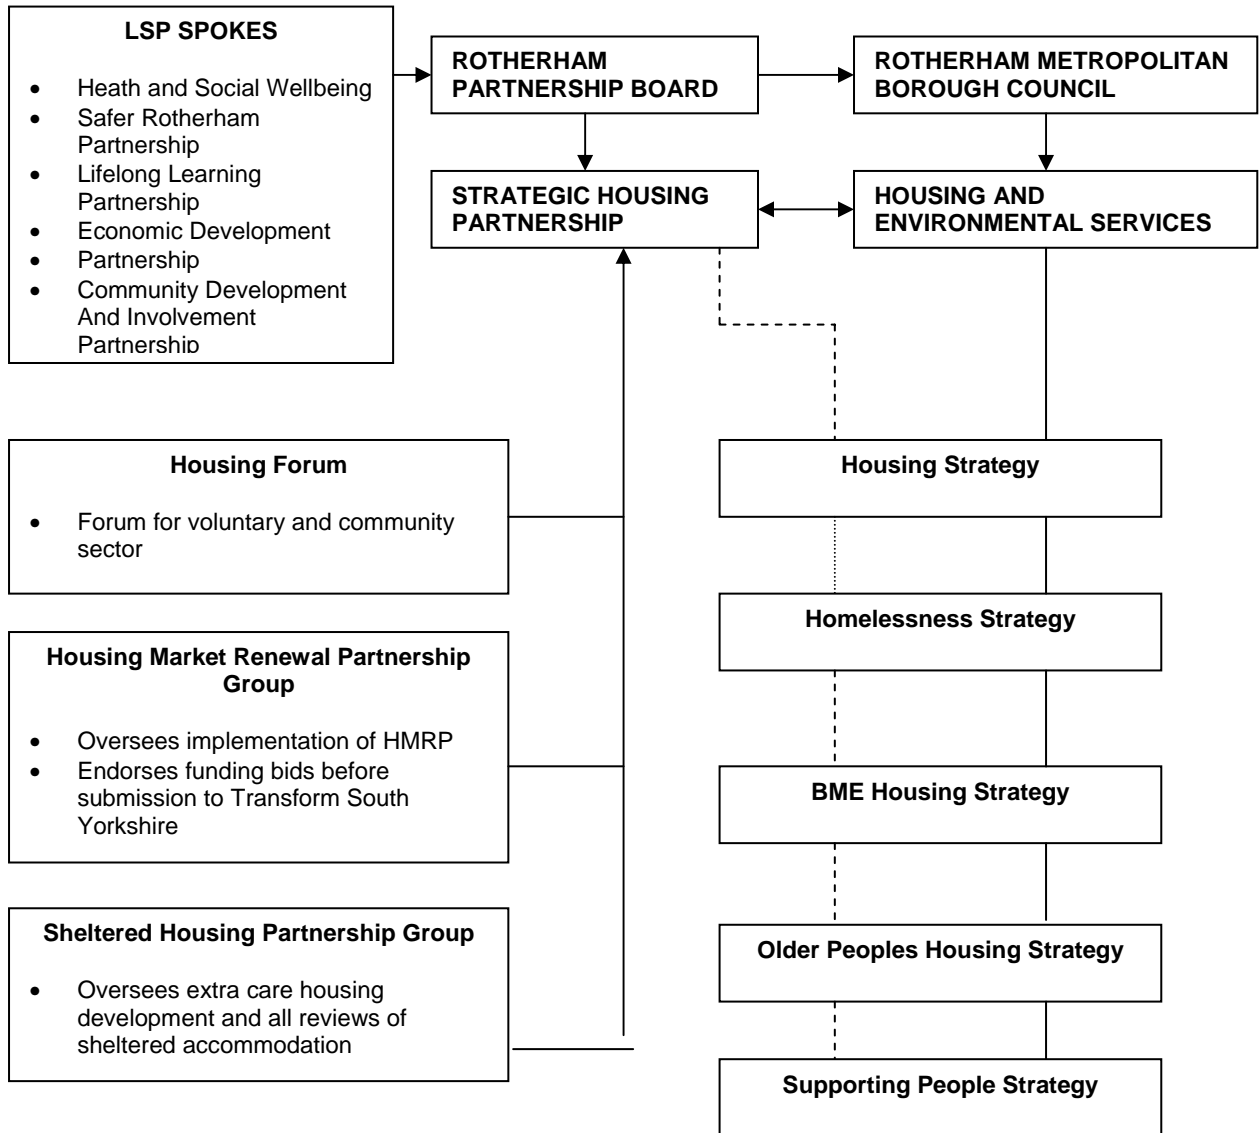 LSP SPOKES
• Heath and Social Wellbeing
• Safer Rotherham
Partnership
• Lifelong Learning
Partnership
• Economic Development
• Partnership
• Community Development
And Involvement
Partnership
ROTHERHAM
PARTNERSHIP BOARD
ROTHERHAM METROPOLITAN
BOROUGH COUNCIL
STRATEGIC HOUSING
PARTNERSHIP
HOUSING AND
ENVIRONMENTAL SERVICES
Housing Forum
• Forum for voluntary and community
sector
Housing Market Renewal Partnership
Group
• Oversees implementation of HMRP
• Endorses funding bids before
submission to Transform South
Yorkshire
Sheltered Housing Partnership Group
• Oversees extra care housing
development and all reviews of
sheltered accommodation
Housing Strategy
Homelessness Strategy
BME Housing Strategy
Older Peoples Housing Strategy
Supporting People Strategy